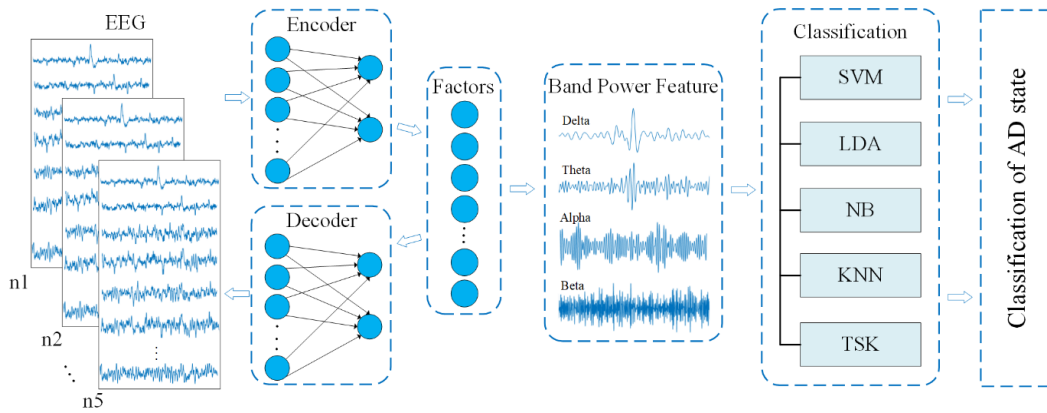 EEG
n1
n2
n5
Encoder
Decoder
Factors
Band Power Feature
Delta
Theta
Alpha
Beta
Classification
SVM
LDA
NB
KNN
TSK
Classification of AD state